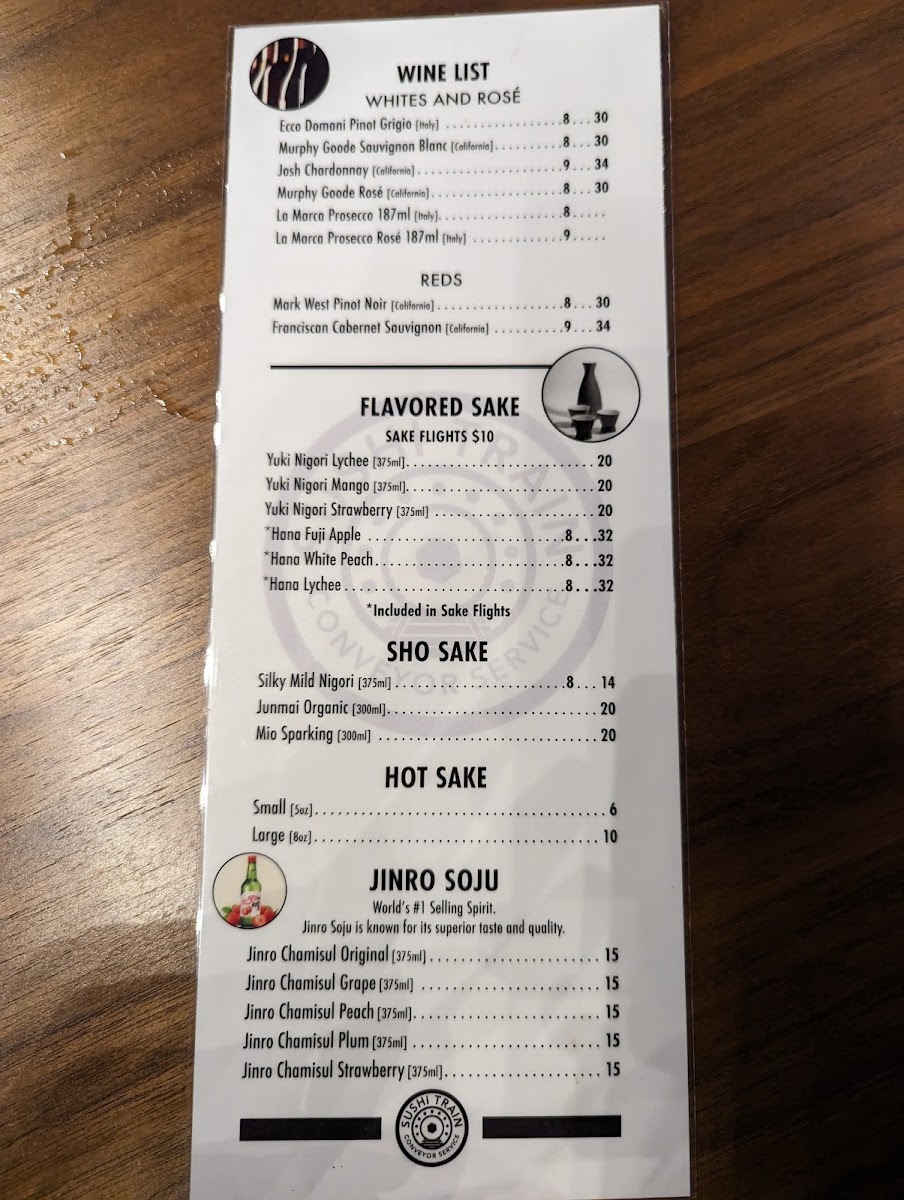 WINE LIST
WHITES AND ROSÉ
Ecco Domani Pinot Grigio [Italy] .................8...30
Murphy Goode Sauvignon Blanc [California]..........8...30
Josh Chardonnay [California].....................9...34
Murphy Goode Rosé [California]...................8...30
La Marca Prosecco 187ml [Italy]..................8.....
La Marca Prosecco Rosé 187ml [Italy] .............9.....
REDS
Mark West Pinot Noir [California]..................8...30
Franciscan Cabernet Sauvignon [California] ..........9...34
FLAVORED SAKE
SAKE FLIGHTS $10
Yuki Nigori Lychee [375ml]...........................20
Yuki Nigori Mango [375ml]...........................20
Yuki Nigori Strawberry [375ml] .......................20
*Hana Fuji Apple ............................8...32
*Hana White Peach...........................8...32
*Hana Lychee...............................8...32
*Included in Sake Flights
SHO SAKE
Silky Mild Nigori [375ml].........................8...14
Junmai Organic [300ml].............................20
Mio Sparking [300ml] ..............................20
HOT SAKE
Small [5oz].......................................6
Large [8oz].....................................10
JINRO SOJU
World's #1 Selling Spirit.
Jinro Soju is known for its superior taste and quality.
Jinro Chamisul Original [375ml].......................15
Jinro Chamisul Grape [375ml] ........................15
Jinro Chamisul Peach [375ml].........................15
Jinro Chamisul Plum [375ml] .........................15
Jinro Chamisul Strawberry [375ml].....................15
SUSHI TRAIN
CONVEYOR SERVICE
SUSHI TRAIN
CONVEYOR SERVICE